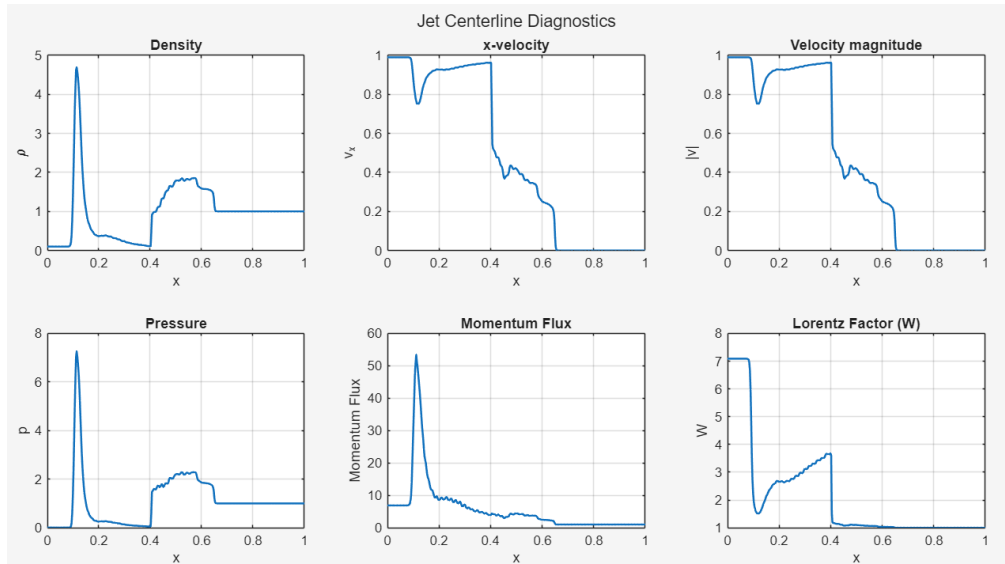 Jet Centerline Diagnostics
Density
5
4
3
2
1
0
ρ
0 0.2 0.4 0.6 0.8 1
x
x-velocity
1
0.8
0.6
0.4
0.2
0
vₓ
0 0.2 0.4 0.6 0.8 1
x
Velocity magnitude
1
0.8
0.6
0.4
0.2
0
|v|
0 0.2 0.4 0.6 0.8 1
x
Pressure
8
6
4
2
0
p
0 0.2 0.4 0.6 0.8 1
x
Momentum Flux
60
50
40
30
20
10
0
Momentum Flux
0 0.2 0.4 0.6 0.8 1
x
Lorentz Factor (W)
8
7
6
5
4
3
2
1
W
0 0.2 0.4 0.6 0.8 1
x